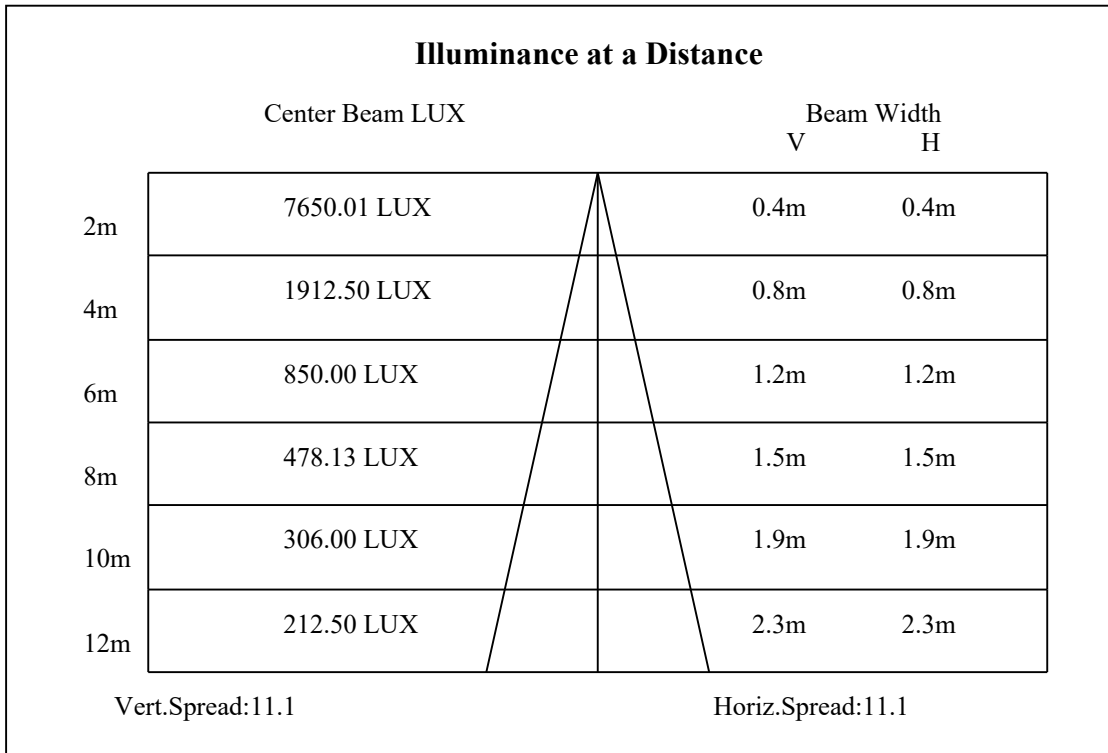 Illuminance at a Distance
Center Beam LUX Beam Width
V H
2m 7650.01 LUX 0.4m 0.4m
4m 1912.50 LUX 0.8m 0.8m
6m 850.00 LUX 1.2m 1.2m
8m 478.13 LUX 1.5m 1.5m
10m 306.00 LUX 1.9m 1.9m
12m 212.50 LUX 2.3m 2.3m
Vert.Spread:11.1 Horiz.Spread:11.1